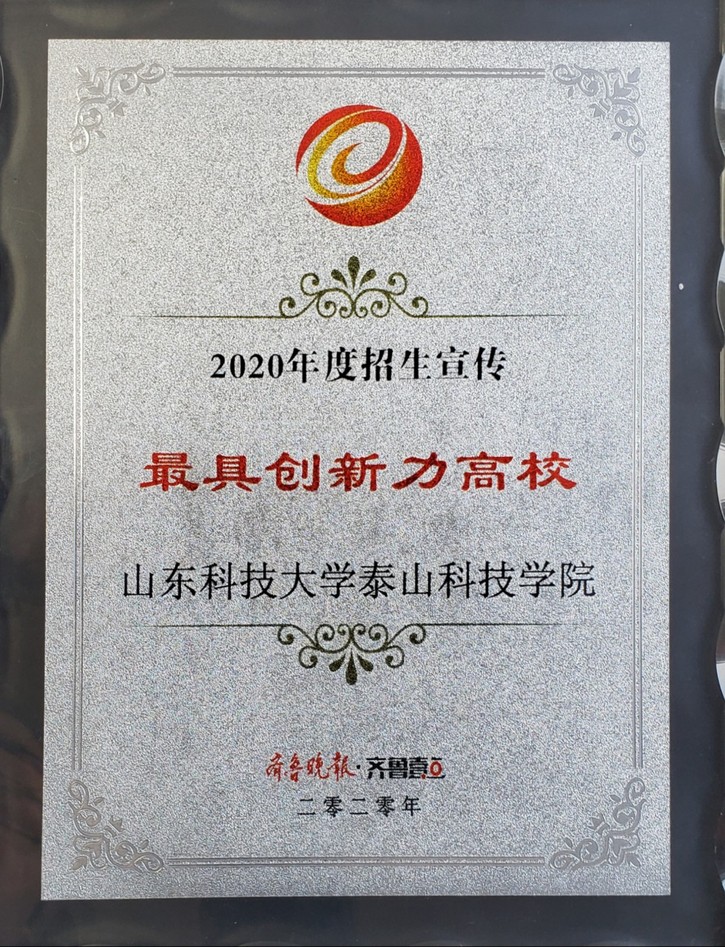 2020年度招生宣传
最具创新力高校
山东科技大学泰山科技学院
齐鲁晚报·齐鲁壹点
二零二零年